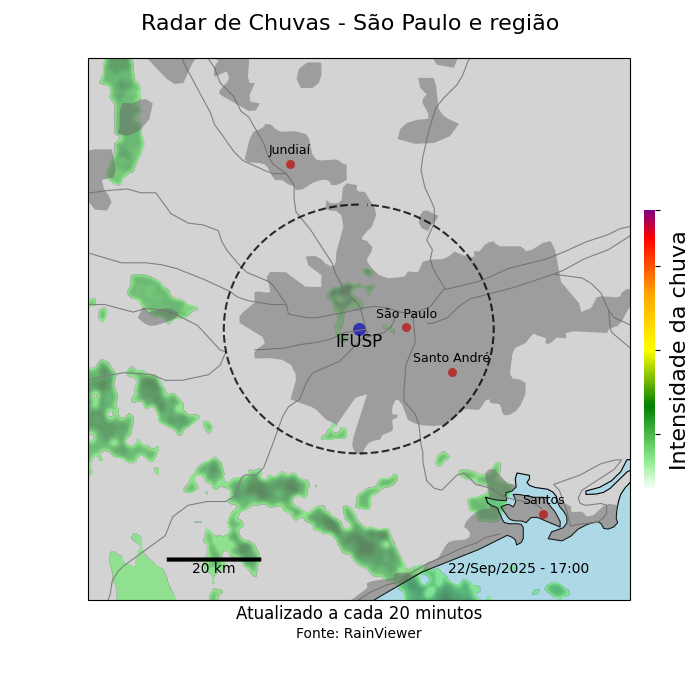 Radar de Chuvas - São Paulo e região
Jundiaí
São Paulo
IFUSP
Santo André
Santos
20 km
22/Sep/2025 - 17:00
Intensidade da chuva
Atualizado a cada 20 minutos
Fonte: RainViewer